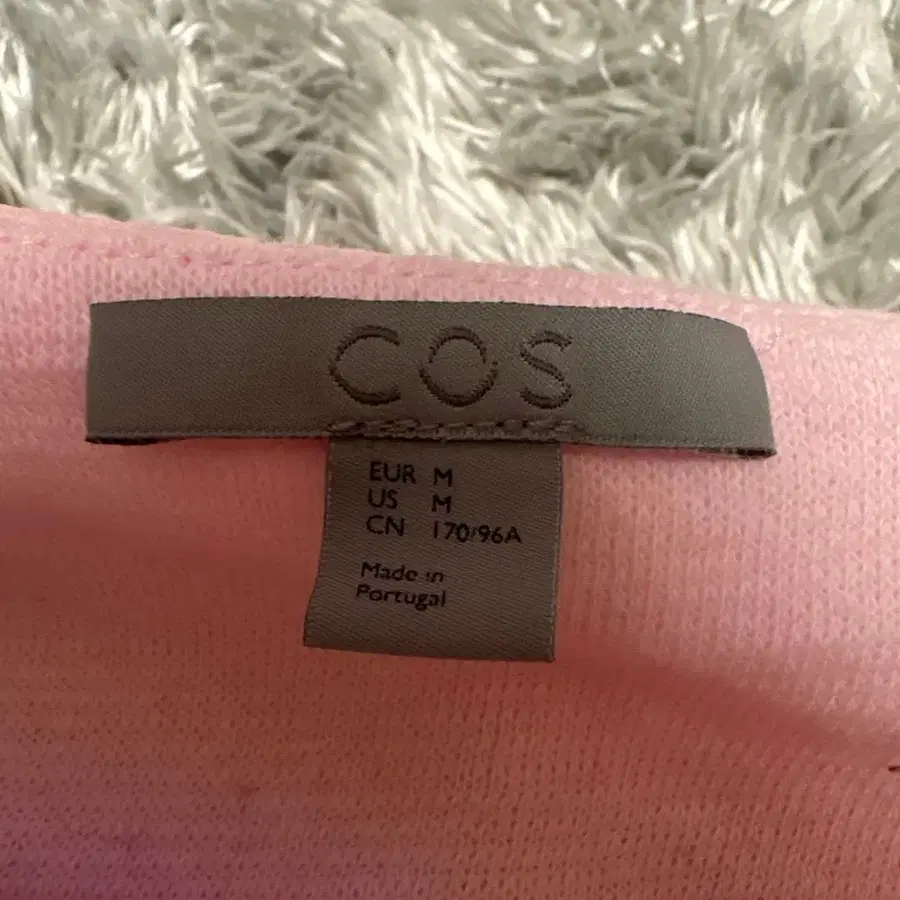 COS
EUR M
US M
CN 170/96A
Made in
Portugal